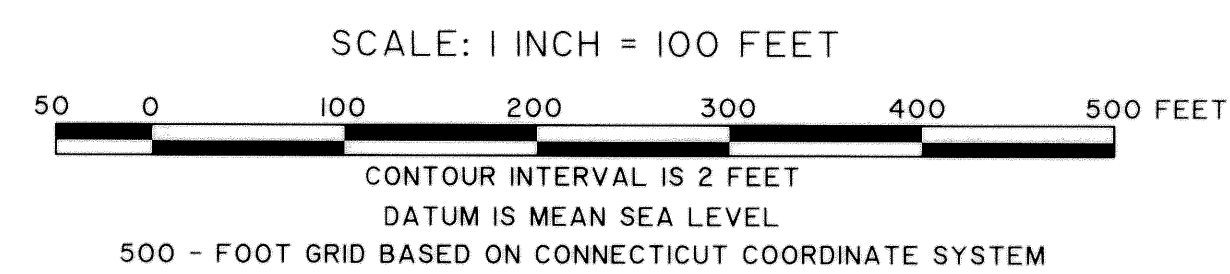 SCALE: 1 INCH = 100 FEET
50 0 100 200 300 400 500 FEET
CONTOUR INTERVAL IS 2 FEET
DATUM IS MEAN SEA LEVEL
500 - FOOT GRID BASED ON CONNECTICUT COORDINATE SYSTEM